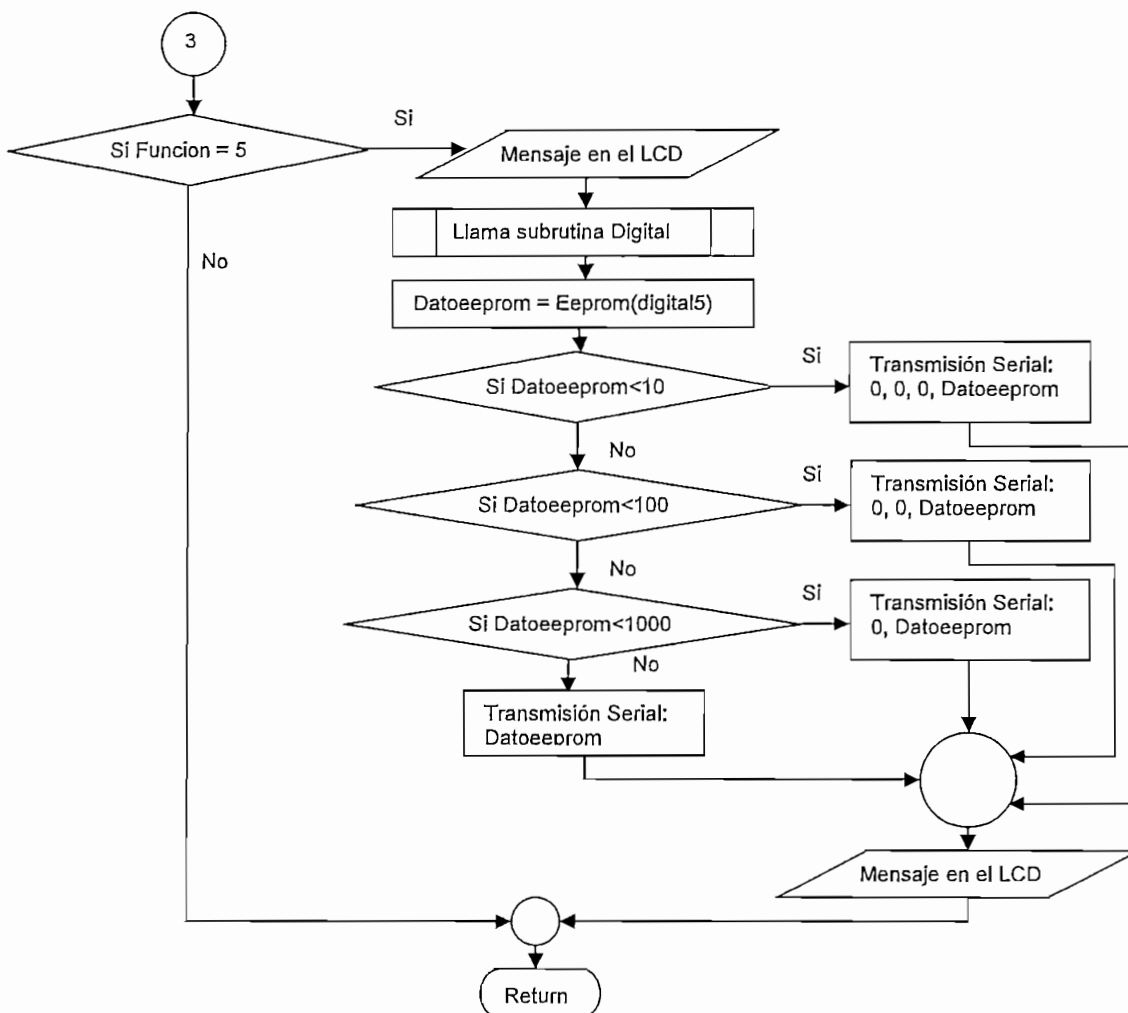 3
Si
Si Funcion = 5
Mensaje en el LCD
Llama subrutina Digital
No
Datoeeprom = Eeprom(digital5)
Si
Si Datoeeprom<10
Transmisión Serial:
0, 0, 0, Datoeeprom
No
Si
Si Datoeeprom<100
Transmisión Serial:
0, 0, Datoeeprom
No
Si
Si Datoeeprom<1000
Transmisión Serial:
0, Datoeeprom
No
Transmisión Serial:
Datoeeprom
Mensaje en el LCD
Return